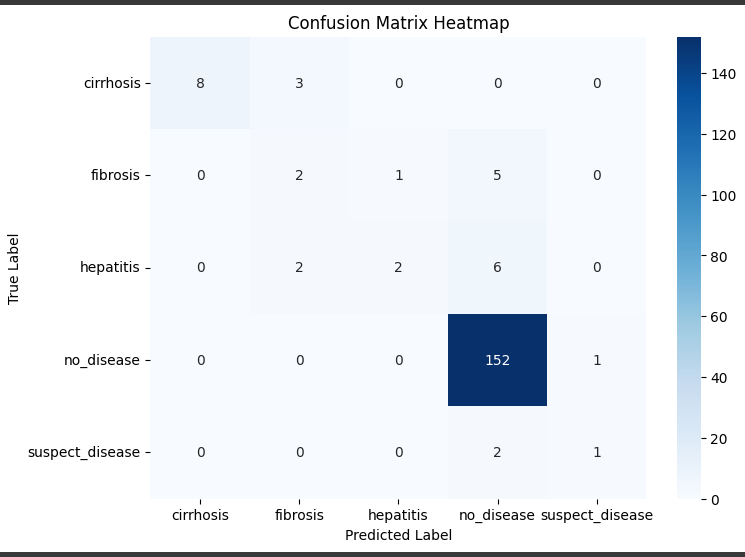 Confusion Matrix Heatmap
cirrhosis 8 3 0 0 0
fibrosis 0 2 1 5 0
hepatitis 0 2 2 6 0
no_disease 0 0 0 152 1
suspect_disease 0 0 0 2 1
cirrhosis fibrosis hepatitis no_disease suspect_disease
Predicted Label
True Label
140
120
100
80
60
40
20
0